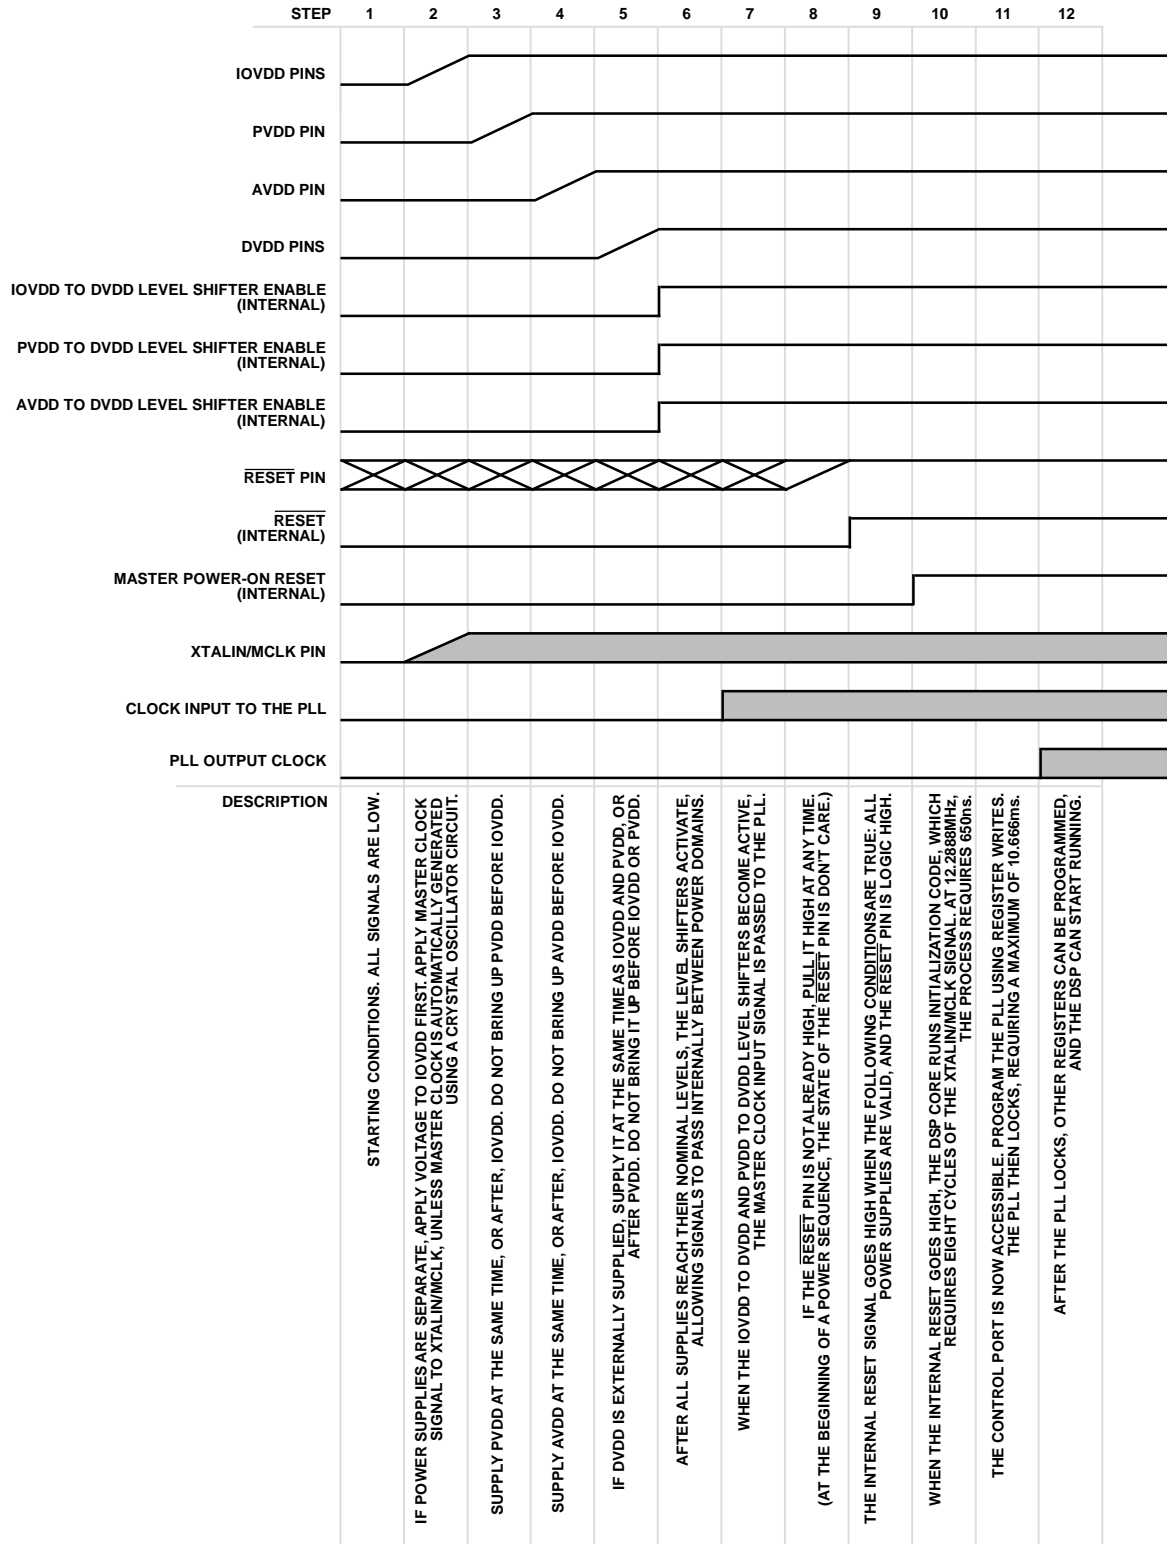 STEP 1 2 3 4 5 6 7 8 9 10 11 12
IOVDD PINS
PVDD PIN
AVDD PIN
DVDD PINS
IOVDD TO DVDD LEVEL SHIFTER ENABLE
(INTERNAL)
PVDD TO DVDD LEVEL SHIFTER ENABLE
(INTERNAL)
AVDD TO DVDD LEVEL SHIFTER ENABLE
(INTERNAL)
RESET PIN
RESET
(INTERNAL)
MASTER POWER-ON RESET
(INTERNAL)
XTALIN/MCLK PIN
CLOCK INPUT TO THE PLL
PLL OUTPUT CLOCK
DESCRIPTION
STARTING CONDITIONS. ALL SIGNALS ARE LOW.
IF POWER SUPPLIES ARE SEPARATE, APPLY VOLTAGE TO IOVDD FIRST. APPLY MASTER CLOCK
SIGNAL TO XTALIN/MCLK, UNLESS MASTER CLOCK IS AUTOMATICALLY GENERATED
USING A CRYSTAL OSCILLATOR CIRCUIT.
SUPPLY PVDD AT THE SAME TIME, OR AFTER, IOVDD. DO NOT BRING UP PVDD BEFORE IOVDD.
SUPPLY AVDD AT THE SAME TIME, OR AFTER, IOVDD. DO NOT BRING UP AVDD BEFORE IOVDD.
IF DVDD IS EXTERNALLY SUPPLIED, SUPPLY IT AT THE SAME TIME AS IOVDD AND PVDD, OR
AFTER PVDD. DO NOT BRING IT UP BEFORE IOVDD OR PVDD.
AFTER ALL SUPPLIES REACH THEIR NOMINAL LEVELS, THE LEVEL SHIFTERS ACTIVATE,
ALLOWING SIGNALS TO PASS INTERNALLY BETWEEN POWER DOMAINS.
WHEN THE IOVDD TO DVDD AND PVDD TO DVDD LEVEL SHIFTERS BECOME ACTIVE,
THE MASTER CLOCK INPUT SIGNAL IS PASSED TO THE PLL.
IF THE RESET PIN IS NOT ALREADY HIGH, PULL IT HIGH AT ANY TIME.
(AT THE BEGINNING OF A POWER SEQUENCE, THE STATE OF THE RESET PIN IS DON'T CARE.)
THE INTERNAL RESET SIGNAL GOES HIGH WHEN THE FOLLOWING CONDITIONS ARE TRUE: ALL
POWER SUPPLIES ARE VALID, AND THE RESET PIN IS LOGIC HIGH.
WHEN THE INTERNAL RESET GOES HIGH, THE DSP CORE RUNS INITIALIZATION CODE, WHICH
REQUIRES EIGHT CYCLES OF THE XTALIN/MCLK SIGNAL. AT 12.2888MHz,
THE PROCESS REQUIRES 650ns.
THE CONTROL PORT IS NOW ACCESSIBLE. PROGRAM THE PLL USING REGISTER WRITES.
THE PLL THEN LOCKS, REQUIRING A MAXIMUM OF 10.666ms.
AFTER THE PLL LOCKS, OTHER REGISTERS CAN BE PROGRAMMED,
AND THE DSP CAN START RUNNING.